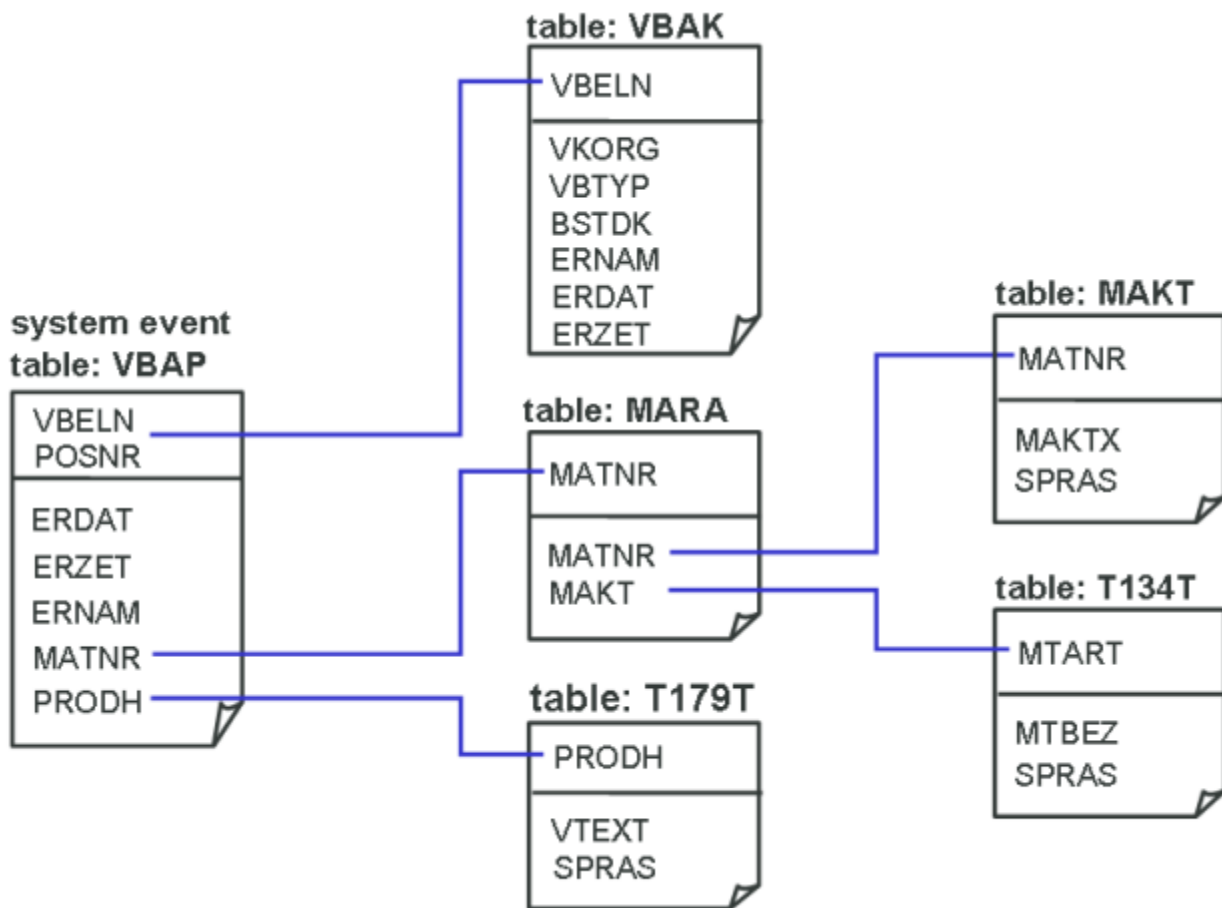 table: VBAK
VBELN
VKORG
VBTYP
BSTDK
ERNAM
ERDAT
ERZET
system event
table: VBAP
VBELN
POSNR
ERDAT
ERZET
ERNAM
MATNR
PRODH
table: MARA
MATNR
MATNR
MAKT
table: T179T
PRODH
VTEXT
SPRAS
table: MAKT
MATNR
MAKTX
SPRAS
table: T134T
MTART
MTBEZ
SPRAS